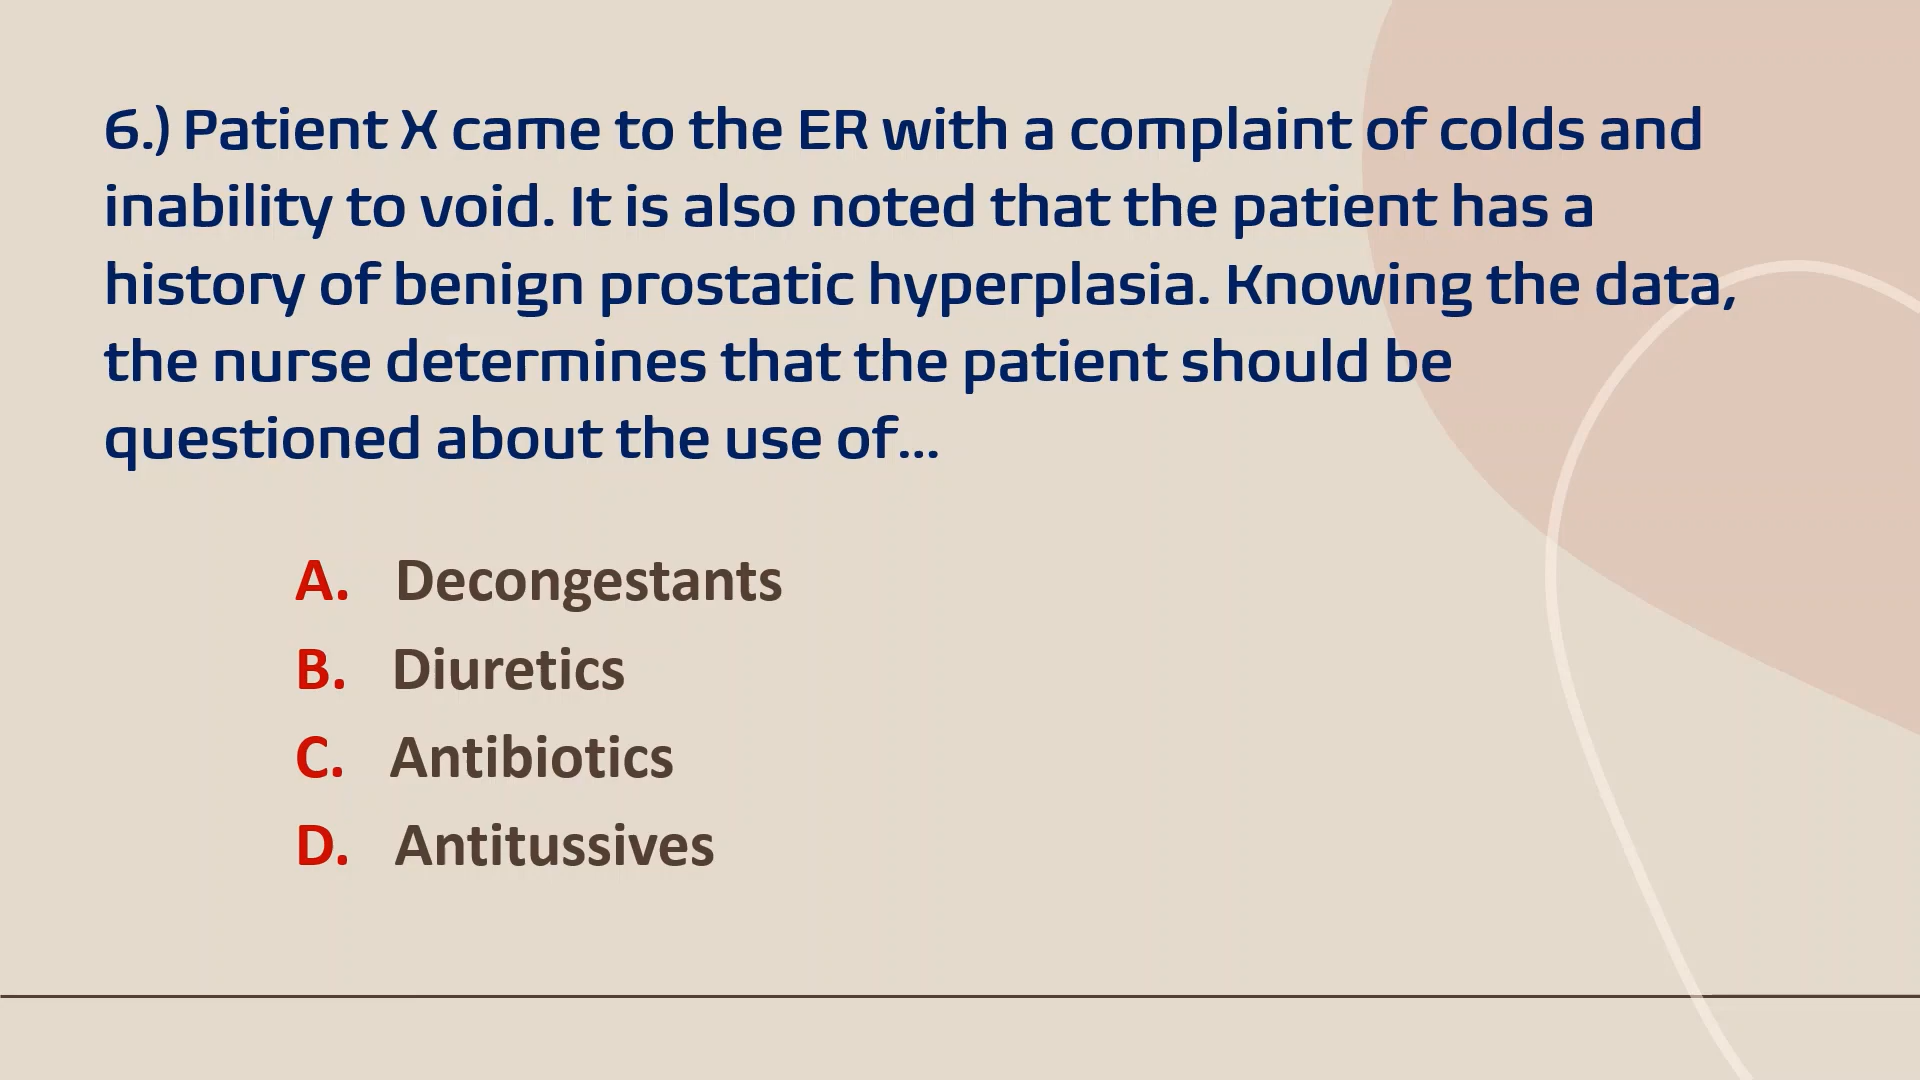 6.) Patient X came to the ER with a complaint of colds and
inability to void. It is also noted that the patient has a
history of benign prostatic hyperplasia. Knowing the data,
the nurse determines that the patient should be
questioned about the use of...
A. Decongestants
B. Diuretics
C. Antibiotics
D. Antitussives